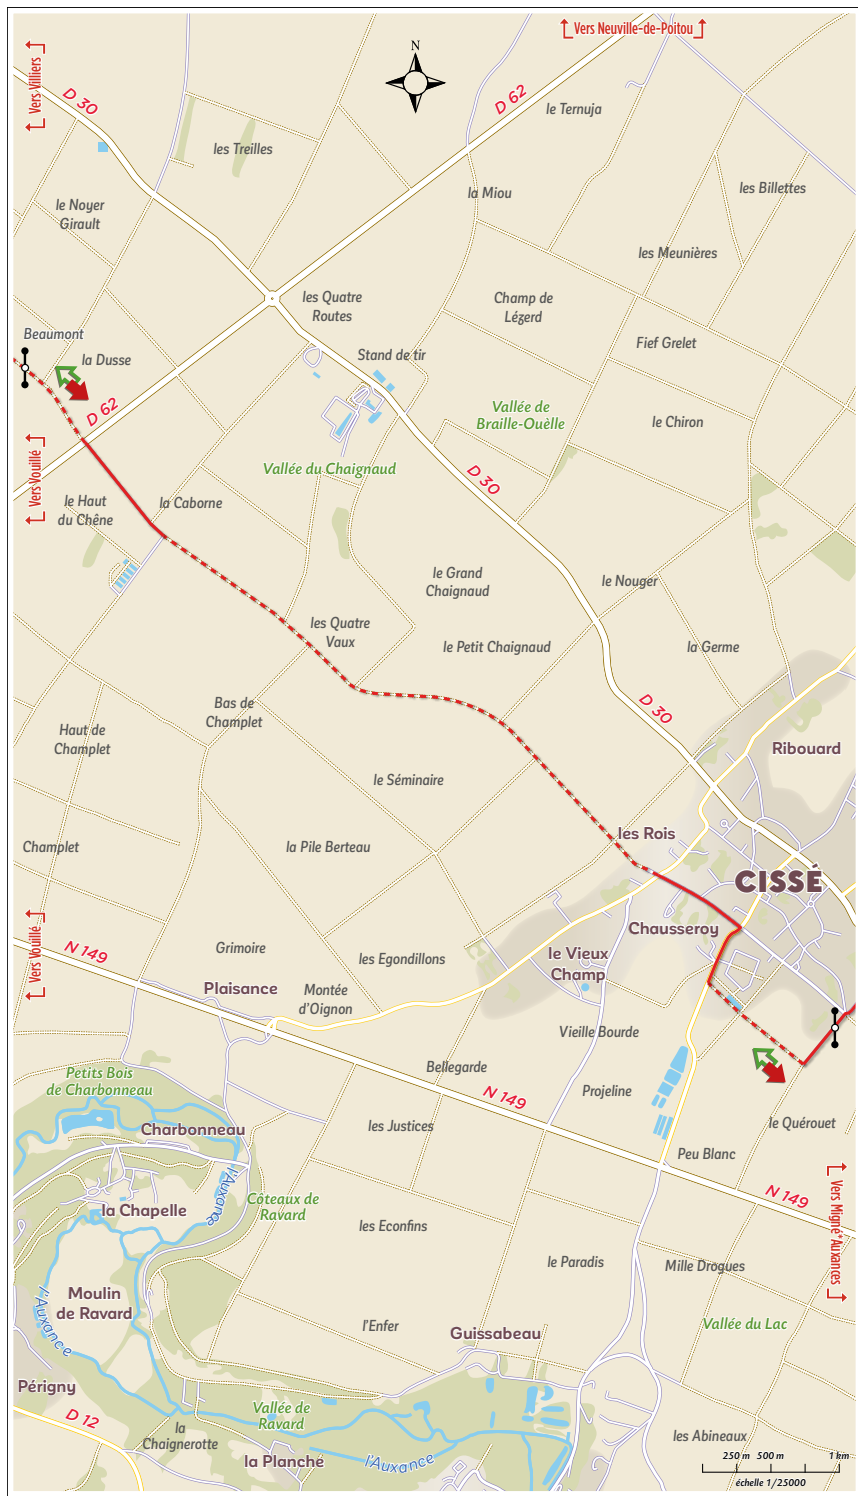 Vers Neuville-de-Poitou
N
Vers Villiers
D 30
D 62
le Ternuja
les Treilles
la Miou
les Billettes
le Noyer
Girault
les Meunières
les Quatre
Routes
Champ de
Lézerd
Beaumont
Stand de tir
Fief Grelet
la Dusse
D 62
Vallée de
Braille-Ouèlle
le Chiron
Vers Vouillé
Vallée du Chaignaud
D 30
le Haut
du Chêne
la Caborne
le Grand
Chaignaud
le Nouger
les Quatre
Vaux
le Petit Chaignaud
la Germe
Bas de
Champlet
D 30
Haut de
Champlet
Ribouard
le Séminaire
les Rois
Champlet
la Pile Berteau
CISSÉ
Vers Vouillé
Chausseroy
N 149
Grimoire
les Egondillons
le Vieux
Champ
Plaisance
Montée
d'Oignon
Vieille Bourde
Petits Bois
de Charbonneau
Bellegarde
N 149
Projeline
Charbonneau
les Justices
le Quérouet
Peu Blanc
l'Auxance
la Chapelle
Côteaux de
Ravard
N 149
Vers Migné*Auxances
les Econfins
le Paradis
Mille Drogues
Moulin
de Ravard
l'Auxance
l'Enfer
Guissabeau
Vallée du Lac
Périgny
D 12
Vallée de
Ravard
la
Chaignerotte
la Planche
l'Auxance
les Abineaux
250 m 500 m 1 km
échelle 1/25000